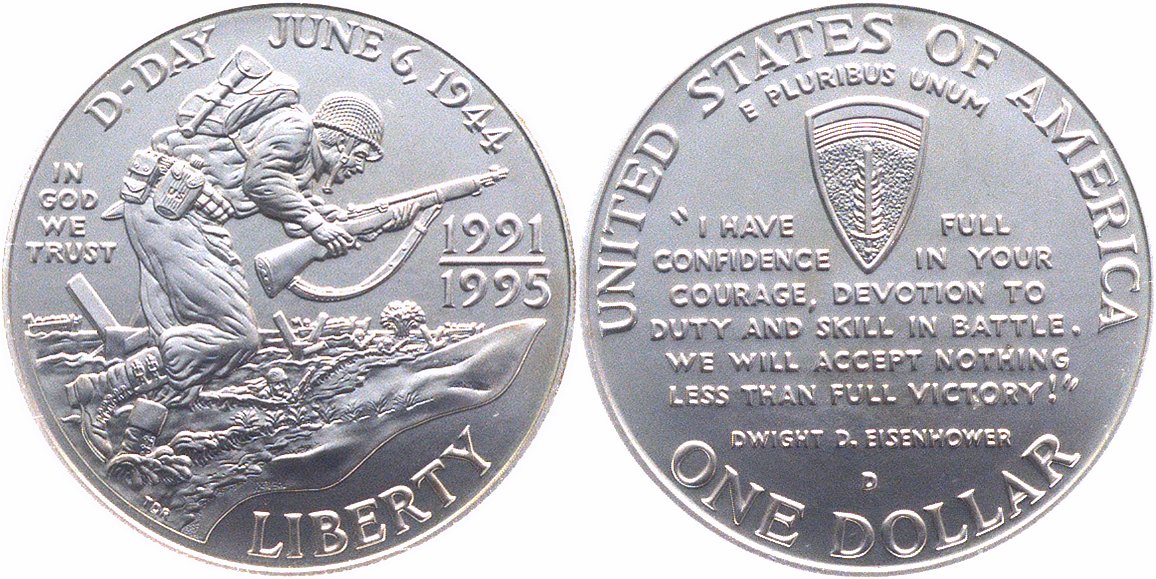 D-DAY JUNE 6, 1944
IN
GOD
WE
TRUST
1991
1995
TDR
LIBERTY
UNITED STATES OF AMERICA
E PLURIBUS UNUM
"I HAVE FULL
CONFIDENCE IN YOUR
COURAGE, DEVOTION TO
DUTY AND SKILL IN BATTLE.
WE WILL ACCEPT NOTHING
LESS THAN FULL VICTORY!"
DWIGHT D. EISENHOWER
D
ONE DOLLAR